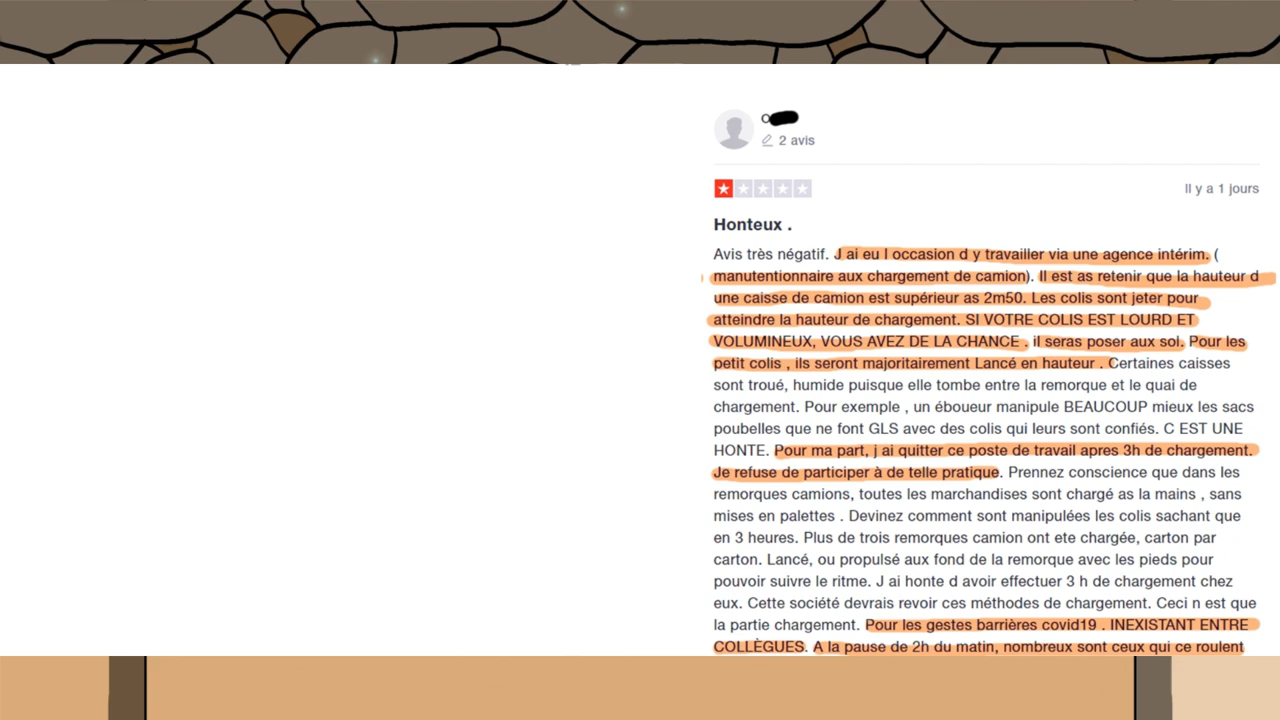 o
2 avis
Il y a 1 jours
Honteux .
Avis très négatif. J ai eu l occasion d y travailler via une agence intérim. (
manutentionnaire aux chargement de camion). Il est as retenir que la hauteur d
une caisse de camion est supérieur as 2m50. Les colis sont jeter pour
atteindre la hauteur de chargement. SI VOTRE COLIS EST LOURD ET
VOLUMINEUX, VOUS AVEZ DE LA CHANCE . il seras poser aux sol. Pour les
petit colis , ils seront majoritairement Lancé en hauteur . Certaines caisses
sont troué, humide puisque elle tombe entre la remorque et le quai de
chargement. Pour exemple , un éboueur manipule BEAUCOUP mieux les sacs
poubelles que ne font GLS avec des colis qui leurs sont confiés. C EST UNE
HONTE. Pour ma part, j ai quitter ce poste de travail apres 3h de chargement.
Je refuse de participer à de telle pratique. Prennez conscience que dans les
remorques camions, toutes les marchandises sont chargé as la mains , sans
mises en palettes . Devinez comment sont manipulées les colis sachant que
en 3 heures. Plus de trois remorques camion ont ete chargée, carton par
carton. Lancé, ou propulsé aux fond de la remorque avec les pieds pour
pouvoir suivre le ritme. J ai honte d avoir effectuer 3 h de chargement chez
eux. Cette société devrais revoir ces méthodes de chargement. Ceci n est que
la partie chargement. Pour les gestes barrières covid19 . INEXISTANT ENTRE
COLLÈGUES. A la pause de 2h du matin, nombreux sont ceux qui ce roulent